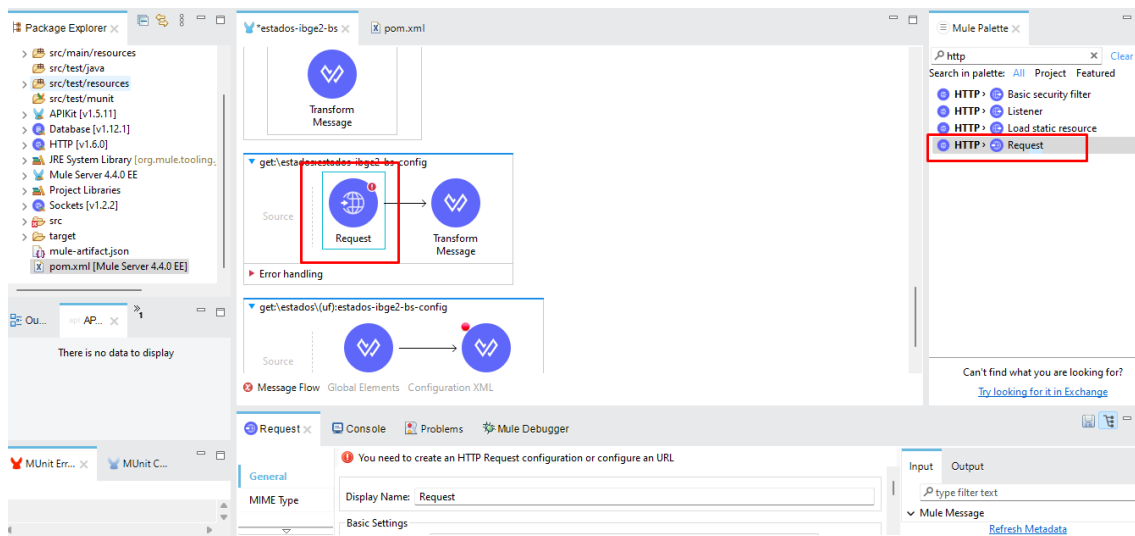 Package Explorer
src/main/resources
src/test/java
src/test/resources
src/test/munit
APIKit [v1.5.11]
Database [v1.12.1]
HTTP [v1.6.0]
JRE System Library [org.mule.tooling.
Mule Server 4.4.0 EE
Project Libraries
Sockets [v1.2.2]
src
target
mule-artifact.json
pom.xml [Mule Server 4.4.0 EE]
Ou...
AP...
1
There is no data to display
MUnit Err...
MUnit C...
*estados-ibge2-bs
pom.xml
Transform
Message
get:\estados:estados-ibge2-bs-config
Source
Request
Transform
Message
Error handling
get:\estados\(uf):estados-ibge2-bs-config
Source
Message Flow Global Elements Configuration XML
Request
Console
Problems
Mule Debugger
You need to create an HTTP Request configuration or configure an URL
General
MIME Type
Display Name: Request
Basic Settings
Input Output
type filter text
Mule Message
Refresh Metadata
Mule Palette
http
Clear
Search in palette: All Project Featured
HTTP › Basic security filter
HTTP › Listener
HTTP › Load static resource
HTTP › Request
Can't find what you are looking for?
Try looking for it in Exchange